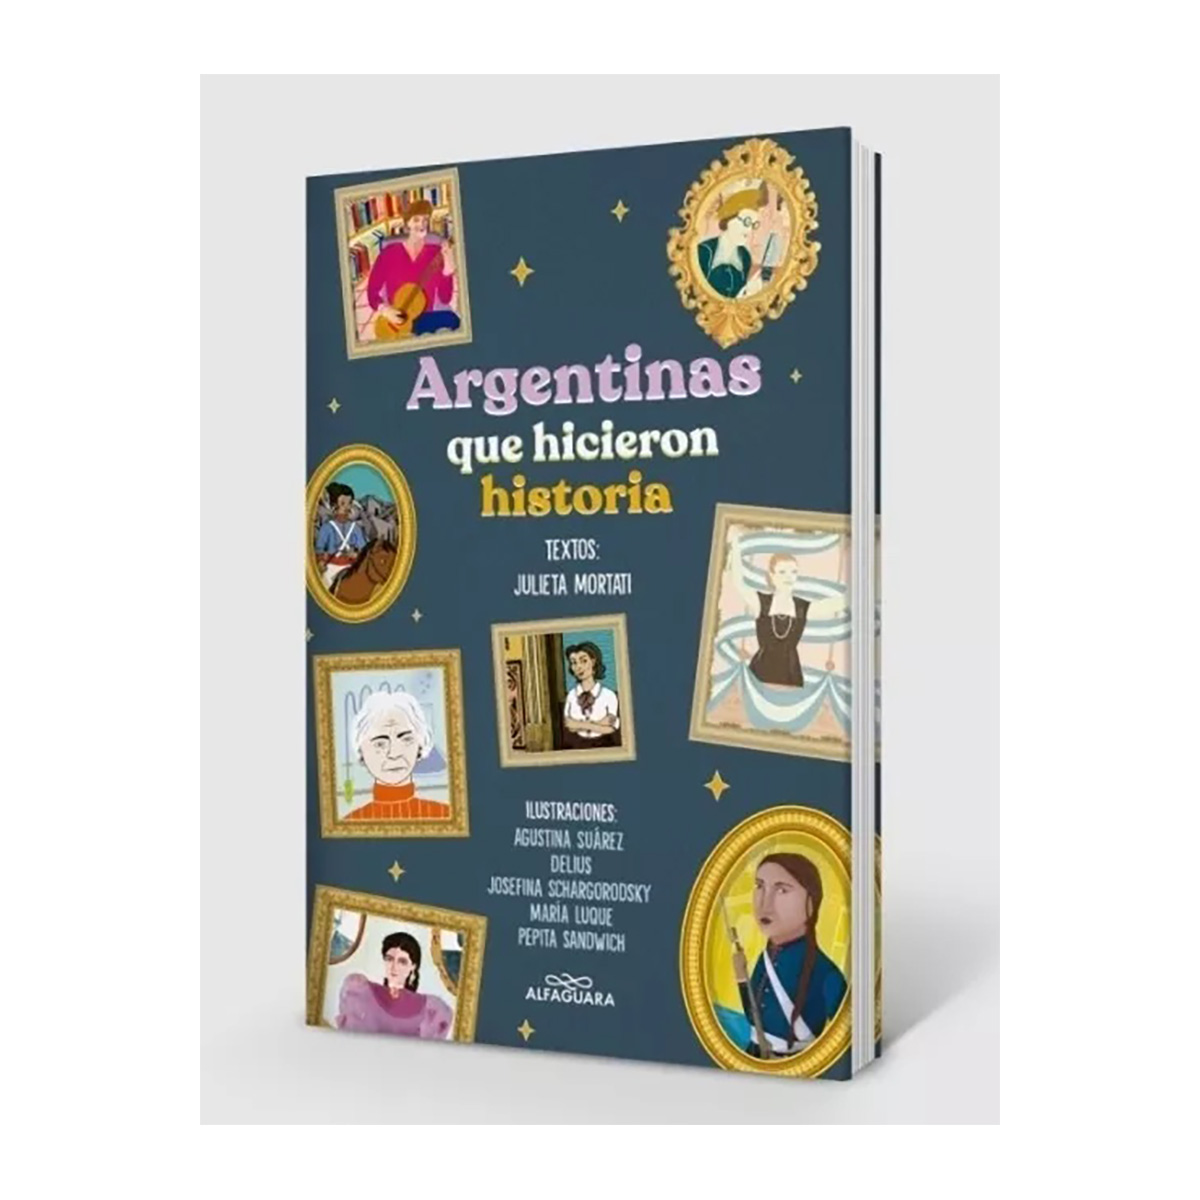 Argentinas
que hicieron
historia
TEXTOS:
JULIETA MORTATI
ILUSTRACIONES:
AGUSTINA SUÁREZ
DELIUS
JOSEFINA SCHARGORODSKY
MARÍA LUQUE
PEPITA SANDWICH
ALFAGUARA